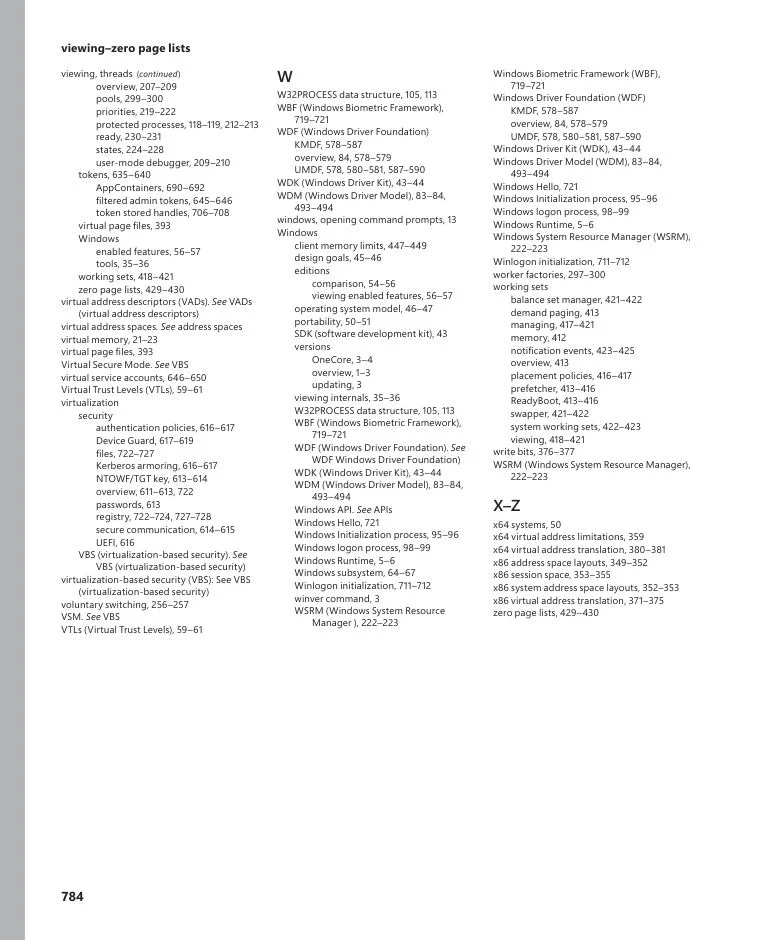 viewing–zero page lists
viewing, threads (continued)
overview, 207–209
pools, 299–300
priorities, 219–222
protected processes, 118–119, 212–213
ready, 230–231
states, 224–228
user-mode debugger, 209–210
tokens, 635–640
AppContainers, 690–692
filtered admin tokens, 645–646
token stored handles, 706–708
virtual page files, 393
Windows
enabled features, 56–57
tools, 35–36
working sets, 418–421
zero page lists, 429–430
virtual address descriptors (VADs). See VADs
(virtual address descriptors)
virtual address spaces. See address spaces
virtual memory, 21–23
virtual page files, 393
Virtual Secure Mode. See VBS
virtual service accounts, 646–650
Virtual Trust Levels (VTLs), 59–61
virtualization
security
authentication policies, 616–617
Device Guard, 617–619
files, 722–727
Kerberos armoring, 616–617
NTOWF/TGT key, 613–614
overview, 611–613, 722
passwords, 613
registry, 722–724, 727–728
secure communication, 614–615
UEFI, 616
VBS (virtualization-based security). See
VBS (virtualization-based security)
virtualization-based security (VBS): See VBS
(virtualization-based security)
voluntary switching, 256–257
VSM. See VBS
VTLs (Virtual Trust Levels), 59–61
W
W32PROCESS data structure, 105, 113
WBF (Windows Biometric Framework),
719–721
WDF (Windows Driver Foundation)
KMDF, 578–587
overview, 84, 578–579
UMDF, 578, 580–581, 587–590
WDK (Windows Driver Kit), 43–44
WDM (Windows Driver Model), 83–84,
493–494
windows, opening command prompts, 13
Windows
client memory limits, 447–449
design goals, 45–46
editions
comparison, 54–56
viewing enabled features, 56–57
operating system model, 46–47
portability, 50–51
SDK (software development kit), 43
versions
OneCore, 3–4
overview, 1–3
updating, 3
viewing internals, 35–36
W32PROCESS data structure, 105, 113
WBF (Windows Biometric Framework),
719–721
WDF (Windows Driver Foundation). See
WDF Windows Driver Foundation)
WDK (Windows Driver Kit), 43–44
WDM (Windows Driver Model), 83–84,
493–494
Windows API. See APIs
Windows Hello, 721
Windows Initialization process, 95–96
Windows logon process, 98–99
Windows Runtime, 5–6
Windows subsystem, 64–67
Winlogon initialization, 711–712
winver command, 3
WSRM (Windows System Resource
Manager ), 222–223
Windows Biometric Framework (WBF),
719–721
Windows Driver Foundation (WDF)
KMDF, 578–587
overview, 84, 578–579
UMDF, 578, 580–581, 587–590
Windows Driver Kit (WDK), 43–44
Windows Driver Model (WDM), 83–84,
493–494
Windows Hello, 721
Windows Initialization process, 95–96
Windows logon process, 98–99
Windows Runtime, 5–6
Windows System Resource Manager (WSRM),
222–223
Winlogon initialization, 711–712
worker factories, 297–300
working sets
balance set manager, 421–422
demand paging, 413
managing, 417–421
memory, 412
notification events, 423–425
overview, 413
placement policies, 416–417
prefetcher, 413–416
ReadyBoot, 413–416
swapper, 421–422
system working sets, 422–423
viewing, 418–421
write bits, 376–377
WSRM (Windows System Resource Manager),
222–223
X–Z
x64 systems, 50
x64 virtual address limitations, 359
x64 virtual address translation, 380–381
x86 address space layouts, 349–352
x86 session space, 353–355
x86 system address space layouts, 352–353
x86 virtual address translation, 371–375
zero page lists, 429–430
784